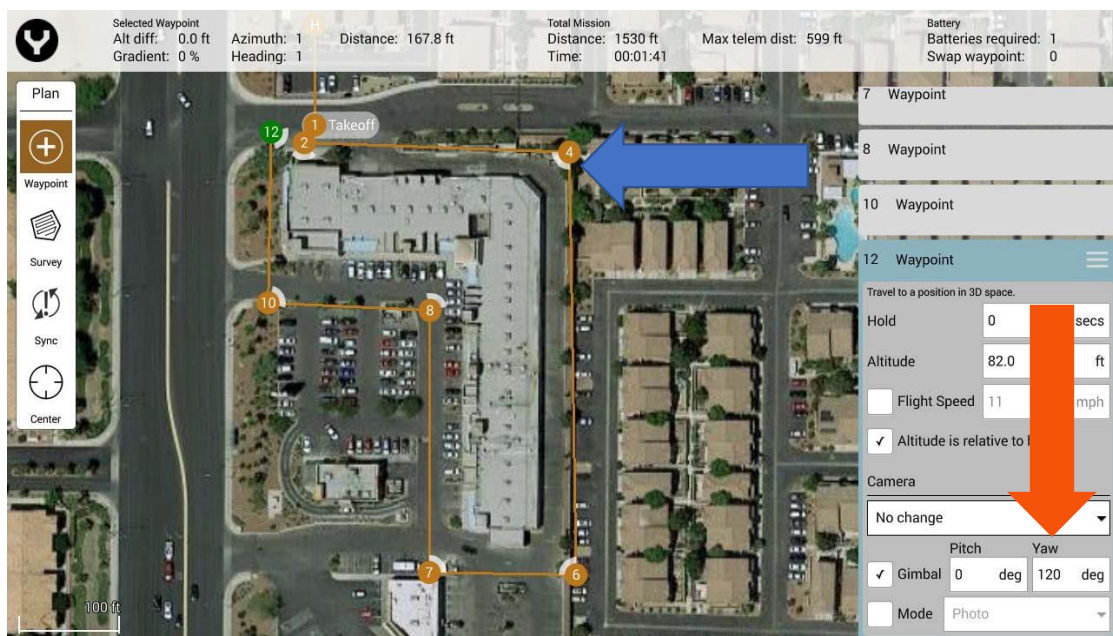 Selected Waypoint
Alt diff: 0.0 ft Azimuth: 1 Distance: 167.8 ft
Gradient: 0 % Heading: 1
Total Mission
Distance: 1530 ft Max telem dist: 599 ft
Time: 00:01:41
Battery
Batteries required: 1
Swap waypoint: 0
Plan
Waypoint
Survey
Sync
Center
H
1 Takeoff
2
4
12
10
8
7
6
100 ft
7 Waypoint
8 Waypoint
10 Waypoint
12 Waypoint
Travel to a position in 3D space.
Hold 0 secs
Altitude 82.0 ft
Flight Speed 11 mph
Altitude is relative to
Camera
No change
Pitch Yaw
Gimbal 0 deg 120 deg
Mode Photo